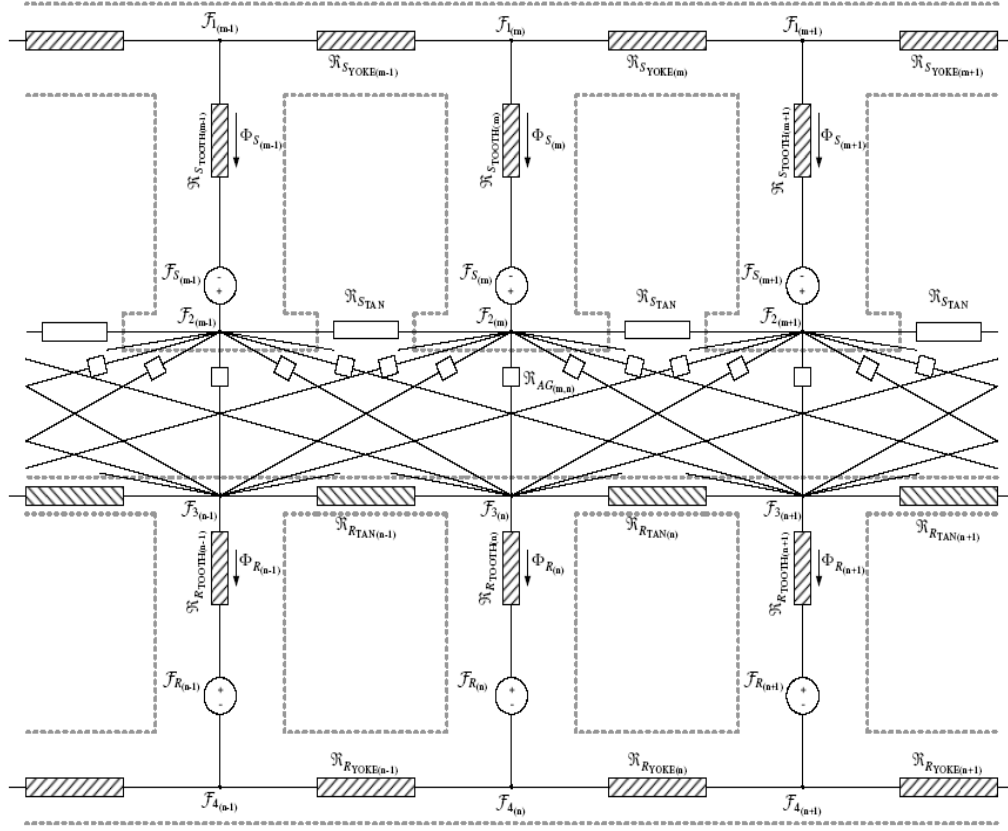 ℱ1(m-1) ℱ1(m) ℱ1(m+1)
ℜSYOKE(m-1) ℜSYOKE(m) ℜSYOKE(m+1)
ℜSTOOTH(m-1) ΦS(m-1) ℜSTOOTH(m) ΦS(m) ℜSTOOTH(m+1) ΦS(m+1)
ℱS(m-1) - + ℱS(m) - + ℱS(m+1) - +
ℜSTAN ℜSTAN ℜSTAN
ℱ2(m-1) ℱ2(m) ℱ2(m+1)
ℜAG(m,n)
ℱ3(n-1) ℱ3(n) ℱ3(n+1)
ℜRTAN(n-1) ℜRTAN(n) ℜRTAN(n+1)
ℜRTOOTH(n-1) ΦR(n-1) ℜRTOOTH(n) ΦR(n) ℜRTOOTH(n+1) ΦR(n+1)
ℱR(n-1) + - ℱR(n) + - ℱR(n+1) + -
ℜRYOKE(n-1) ℜRYOKE(n) ℜRYOKE(n+1)
ℱ4(n-1) ℱ4(n) ℱ4(n+1)